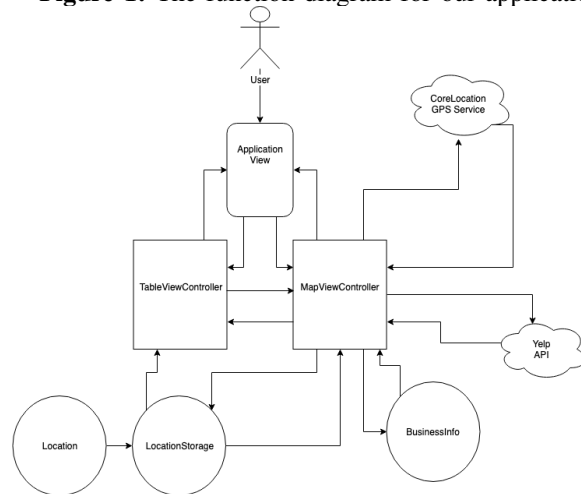 Figure 1: The function diagram for our applicati
User
CoreLocation
GPS Service
Application
View
TableViewController
MapViewController
Yelp
API
Location
LocationStorage
BusinessInfo